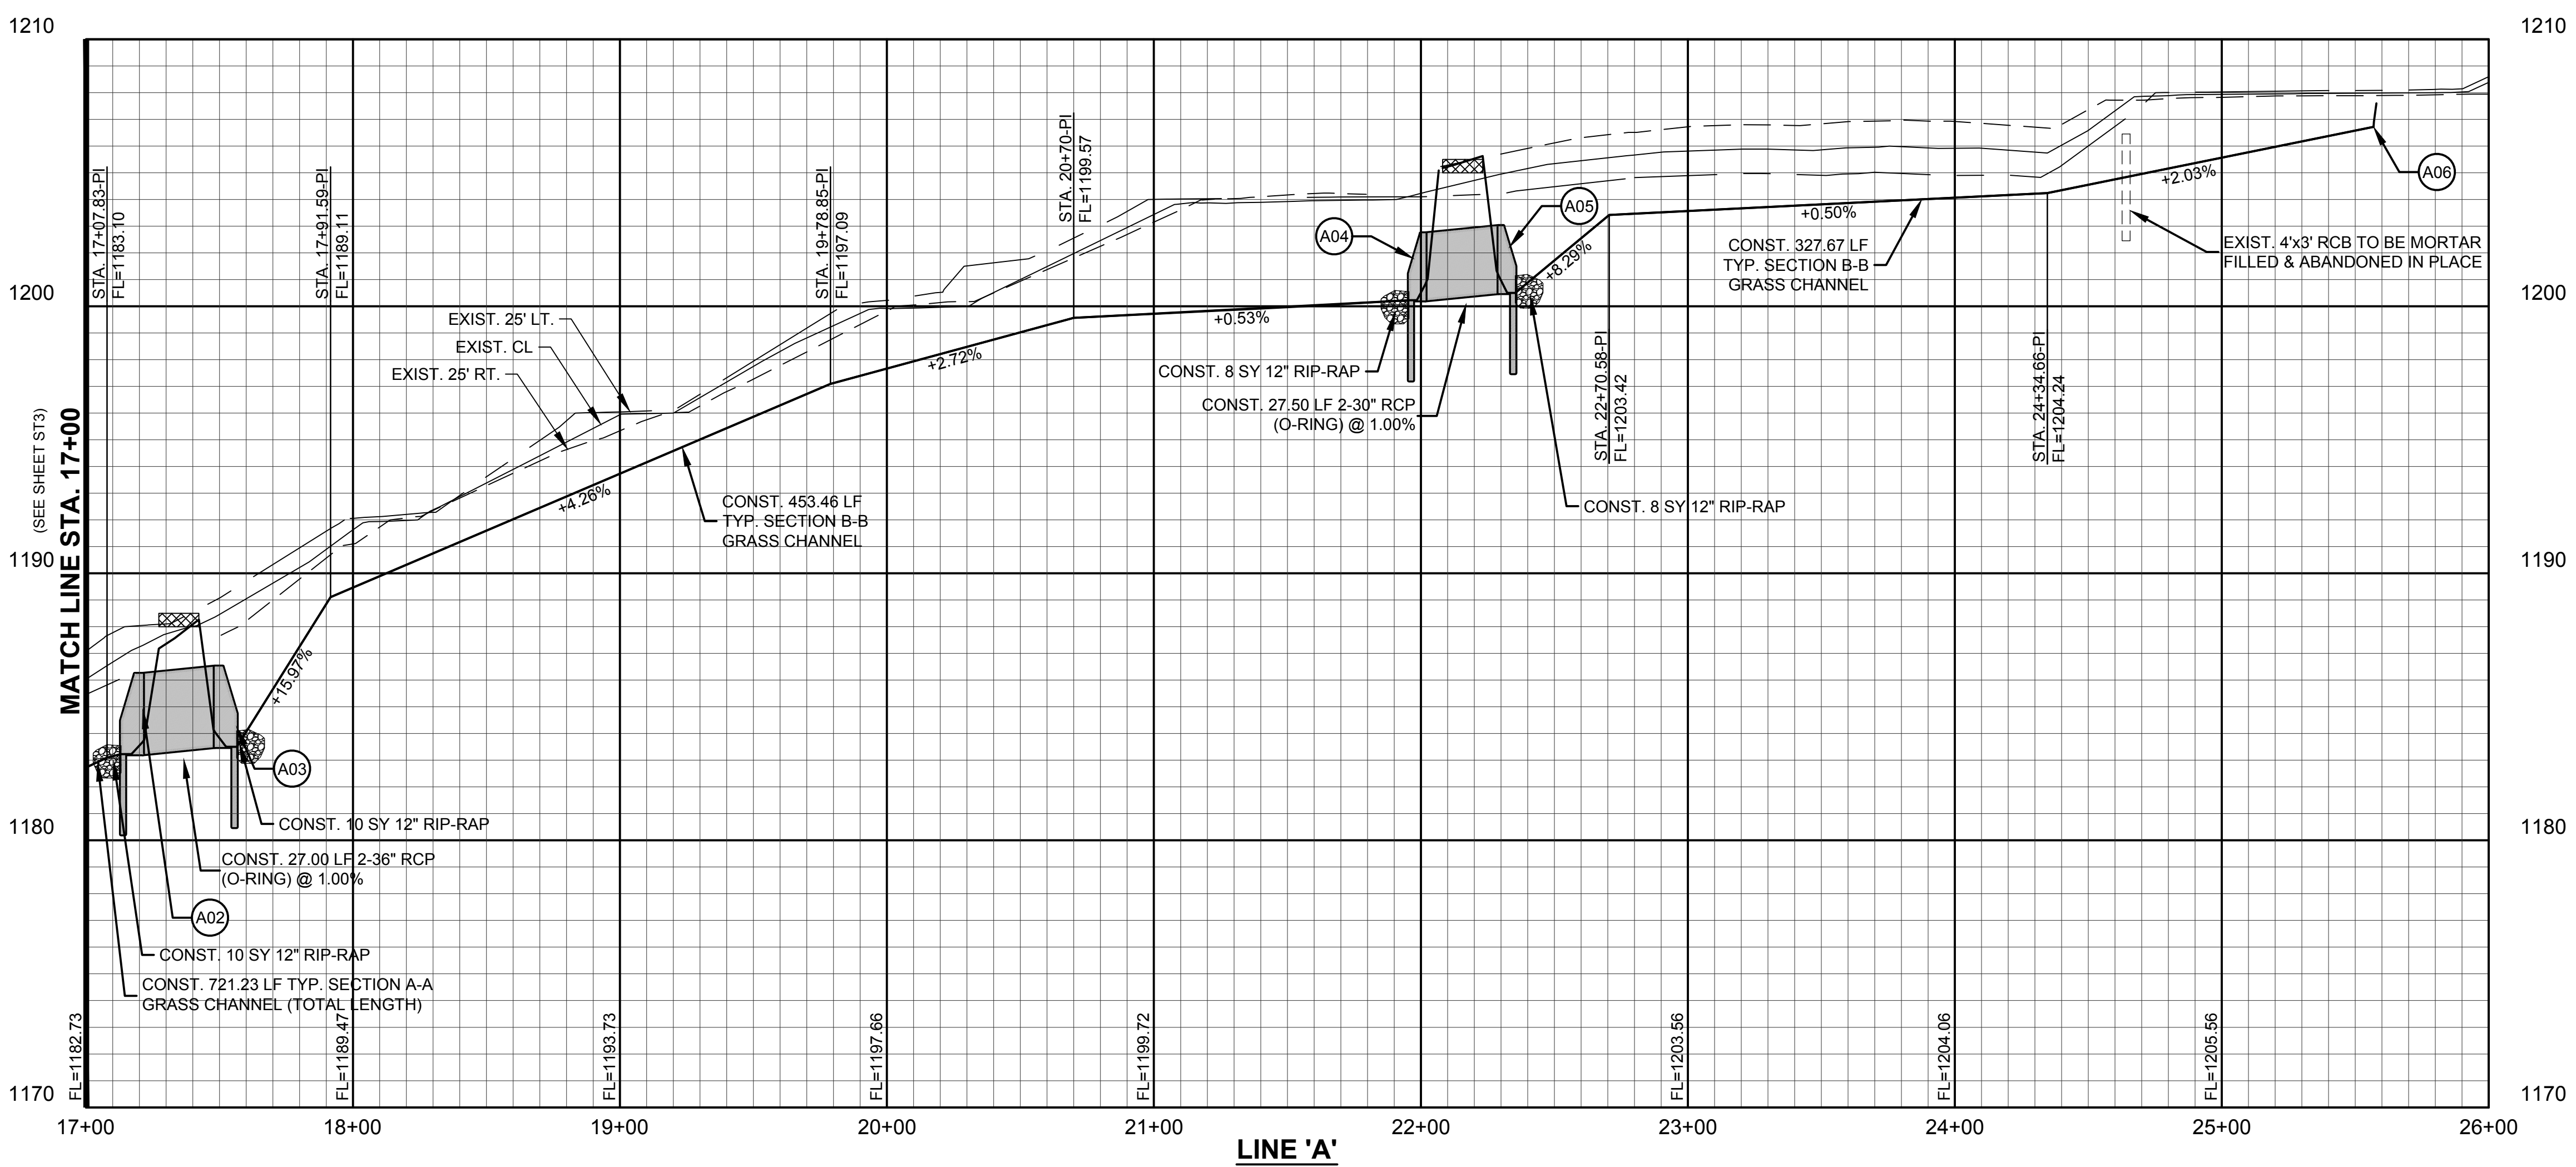 1210
1210
1200
1200
1190
1190
1180
1180
1170
1170
MATCH LINE STA. 17+00
(SEE SHEET ST3)
STA. 17+07.83-PI
FL=1183.10
STA. 17+91.59-PI
FL=1189.11
STA. 19+78.85-PI
FL=1197.09
STA. 20+70-PI
FL=1199.57
STA. 22+70.58-PI
FL=1203.42
STA. 24+34.66-PI
FL=1204.24
EXIST. 25' LT.
EXIST. CL
EXIST. 25' RT.
+15.97%
+4.26%
+2.72%
+0.53%
+8.29%
+0.50%
+2.03%
A04
A05
A06
CONST. 327.67 LF
TYP. SECTION B-B
GRASS CHANNEL
EXIST. 4'x3' RCB TO BE MORTAR
FILLED & ABANDONED IN PLACE
CONST. 8 SY 12" RIP-RAP
CONST. 27.50 LF 2-30" RCP
(O-RING) @ 1.00%
CONST. 8 SY 12" RIP-RAP
CONST. 453.46 LF
TYP. SECTION B-B
GRASS CHANNEL
A03
CONST. 10 SY 12" RIP-RAP
CONST. 27.00 LF 2-36" RCP
(O-RING) @ 1.00%
A02
CONST. 10 SY 12" RIP-RAP
CONST. 721.23 LF TYP. SECTION A-A
GRASS CHANNEL (TOTAL LENGTH)
FL=1182.73
FL=1189.47
FL=1193.73
FL=1197.66
FL=1199.72
FL=1203.56
FL=1204.06
FL=1205.56
17+00
18+00
19+00
20+00
21+00
22+00
23+00
24+00
25+00
26+00
LINE 'A'